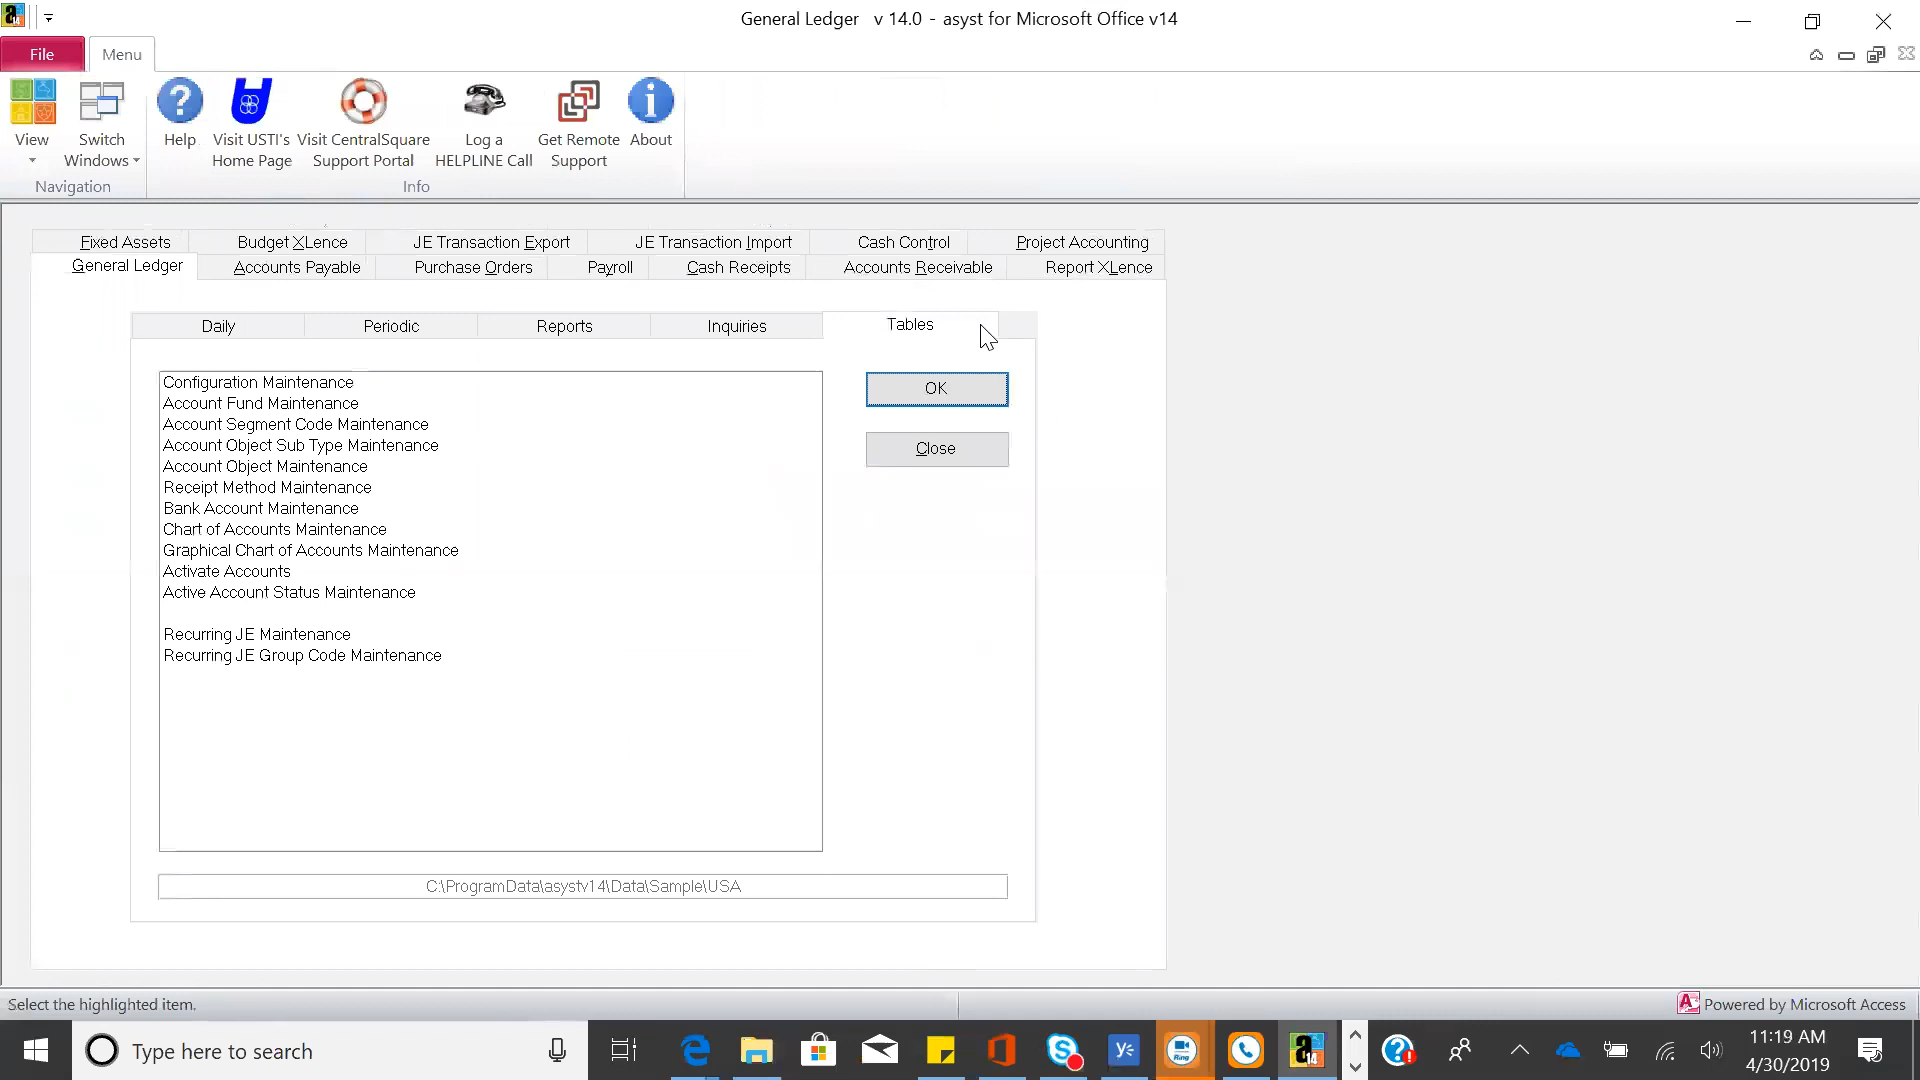 General Ledger v 14.0 - asyst for Microsoft Office v14
File
Menu
View
Switch Windows
Help
Visit USTI's Home Page
Visit CentralSquare Support Portal
Log a HELPLINE Call
Get Remote Support
About
Navigation
Info
Fixed Assets
Budget XLence
JE Transaction Export
JE Transaction Import
Cash Control
Project Accounting
General Ledger
Accounts Payable
Purchase Orders
Payroll
Cash Receipts
Accounts Receivable
Report XLence
Daily
Periodic
Reports
Inquiries
Tables
Configuration Maintenance
Account Fund Maintenance
Account Segment Code Maintenance
Account Object Sub Type Maintenance
Account Object Maintenance
Receipt Method Maintenance
Bank Account Maintenance
Chart of Accounts Maintenance
Graphical Chart of Accounts Maintenance
Activate Accounts
Active Account Status Maintenance
Recurring JE Maintenance
Recurring JE Group Code Maintenance
OK
Close
C:\ProgramData\asystv14\Data\Sample\USA
Select the highlighted item.
Powered by Microsoft Access
Type here to search
11:19 AM
4/30/2019